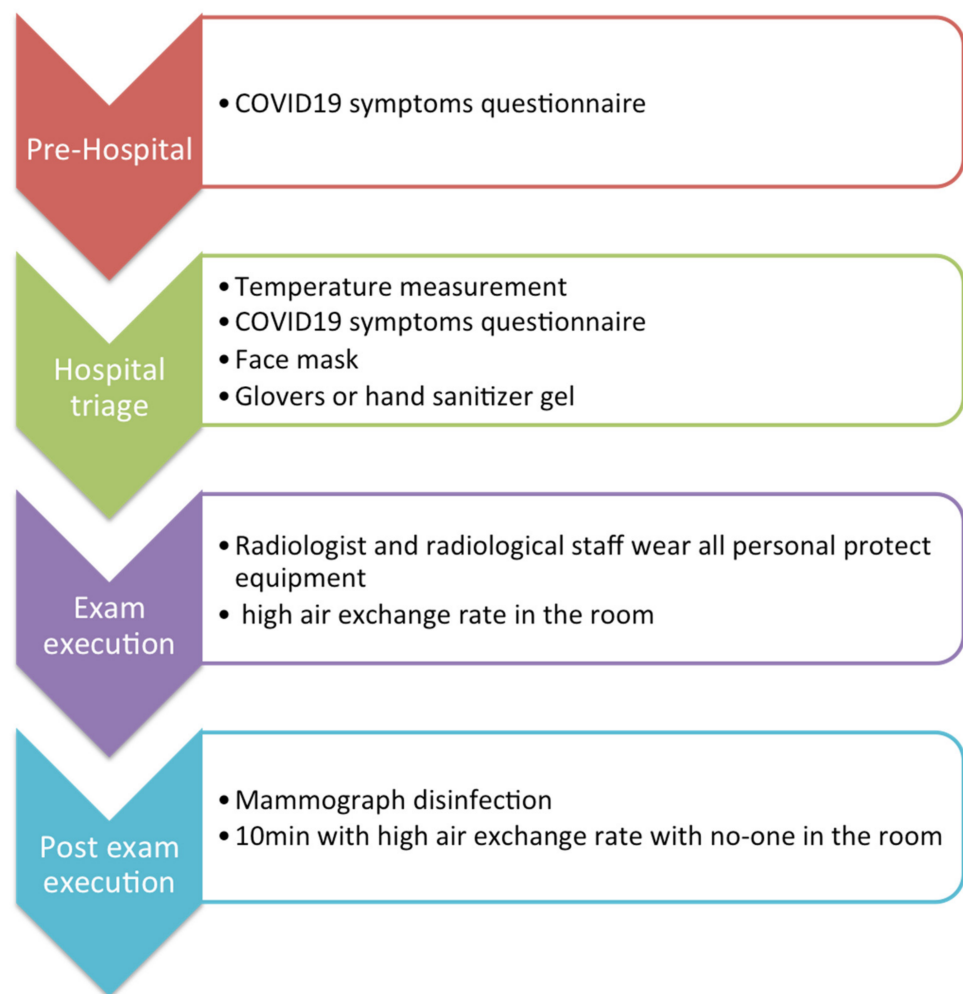 Pre-Hospital
• COVID19 symptoms questionnaire
Hospital
triage
• Temperature measurement
• COVID19 symptoms questionnaire
• Face mask
• Glovers or hand sanitizer gel
Exam
execution
• Radiologist and radiological staff wear all personal protect
equipment
• high air exchange rate in the room
Post exam
execution
• Mammograph disinfection
• 10min with high air exchange rate with no-one in the room